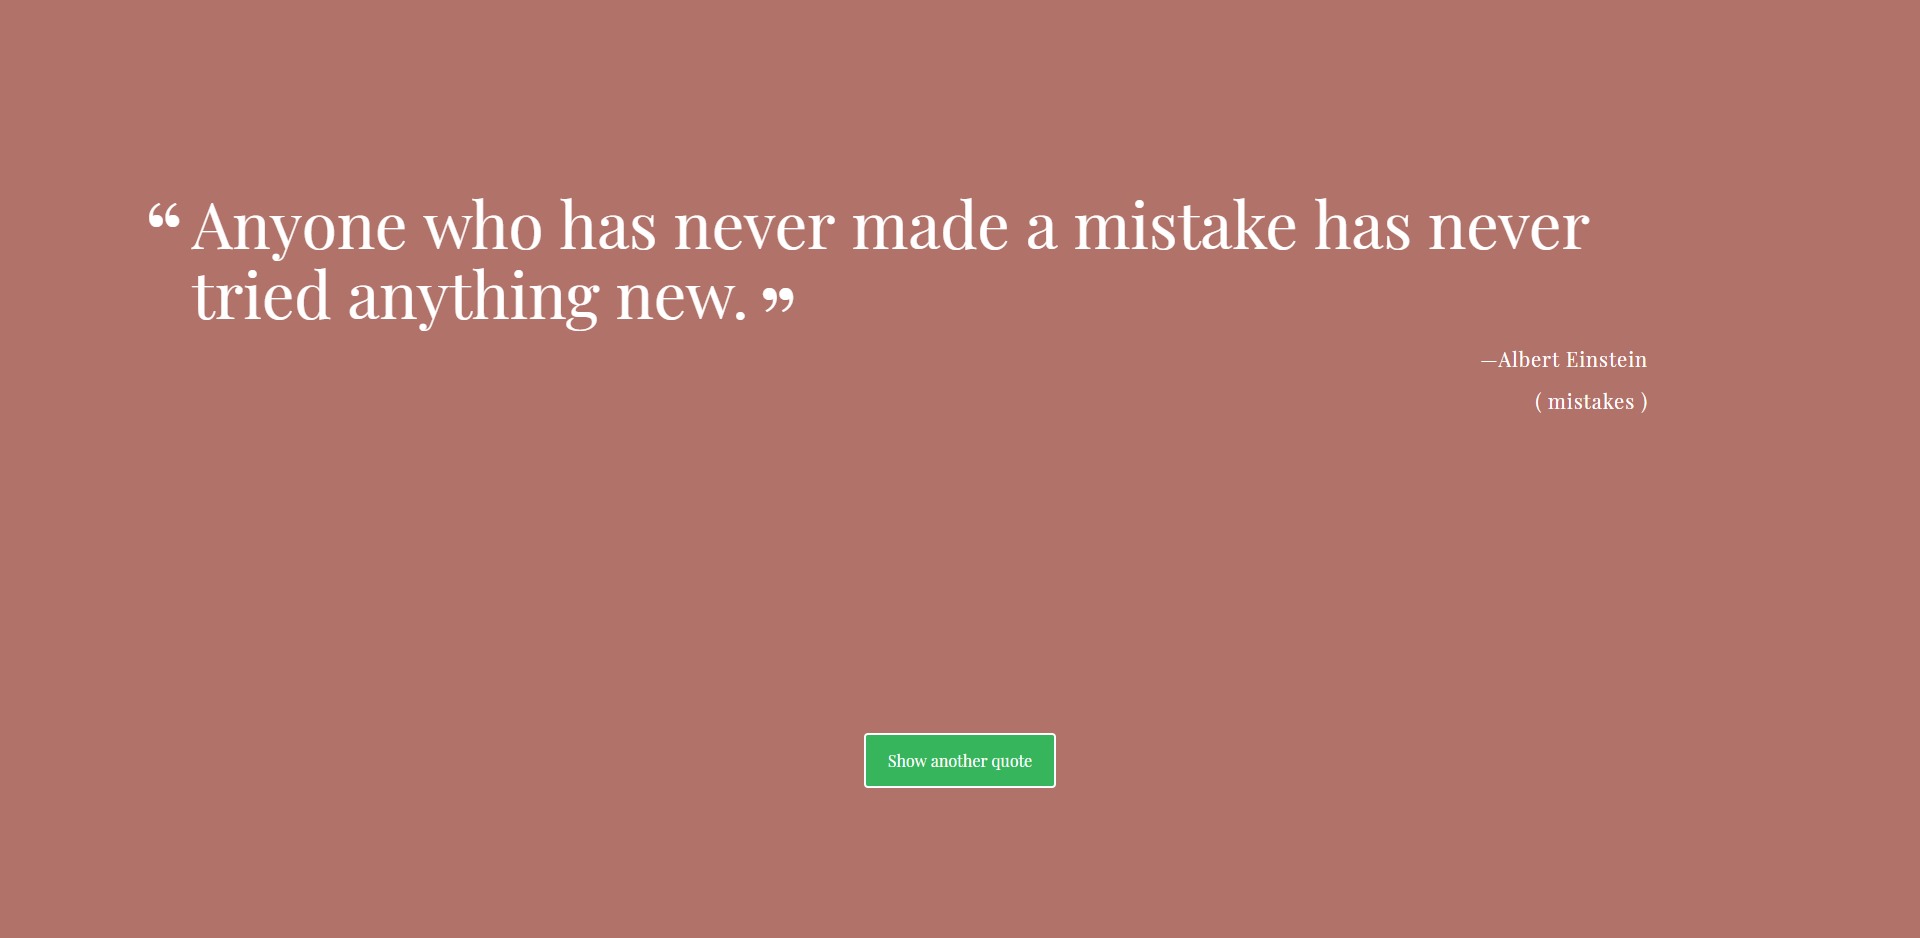 “ Anyone who has never made a mistake has never
tried anything new. ”
—Albert Einstein
( mistakes )
Show another quote